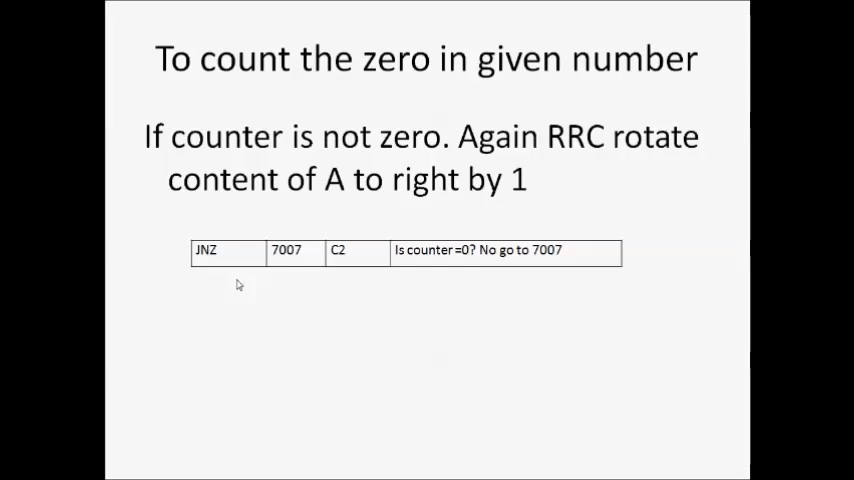 To count the zero in given number
If counter is not zero. Again RRC rotate
content of A to right by 1
JNZ 7007 C2 Is counter =0? No go to 7007